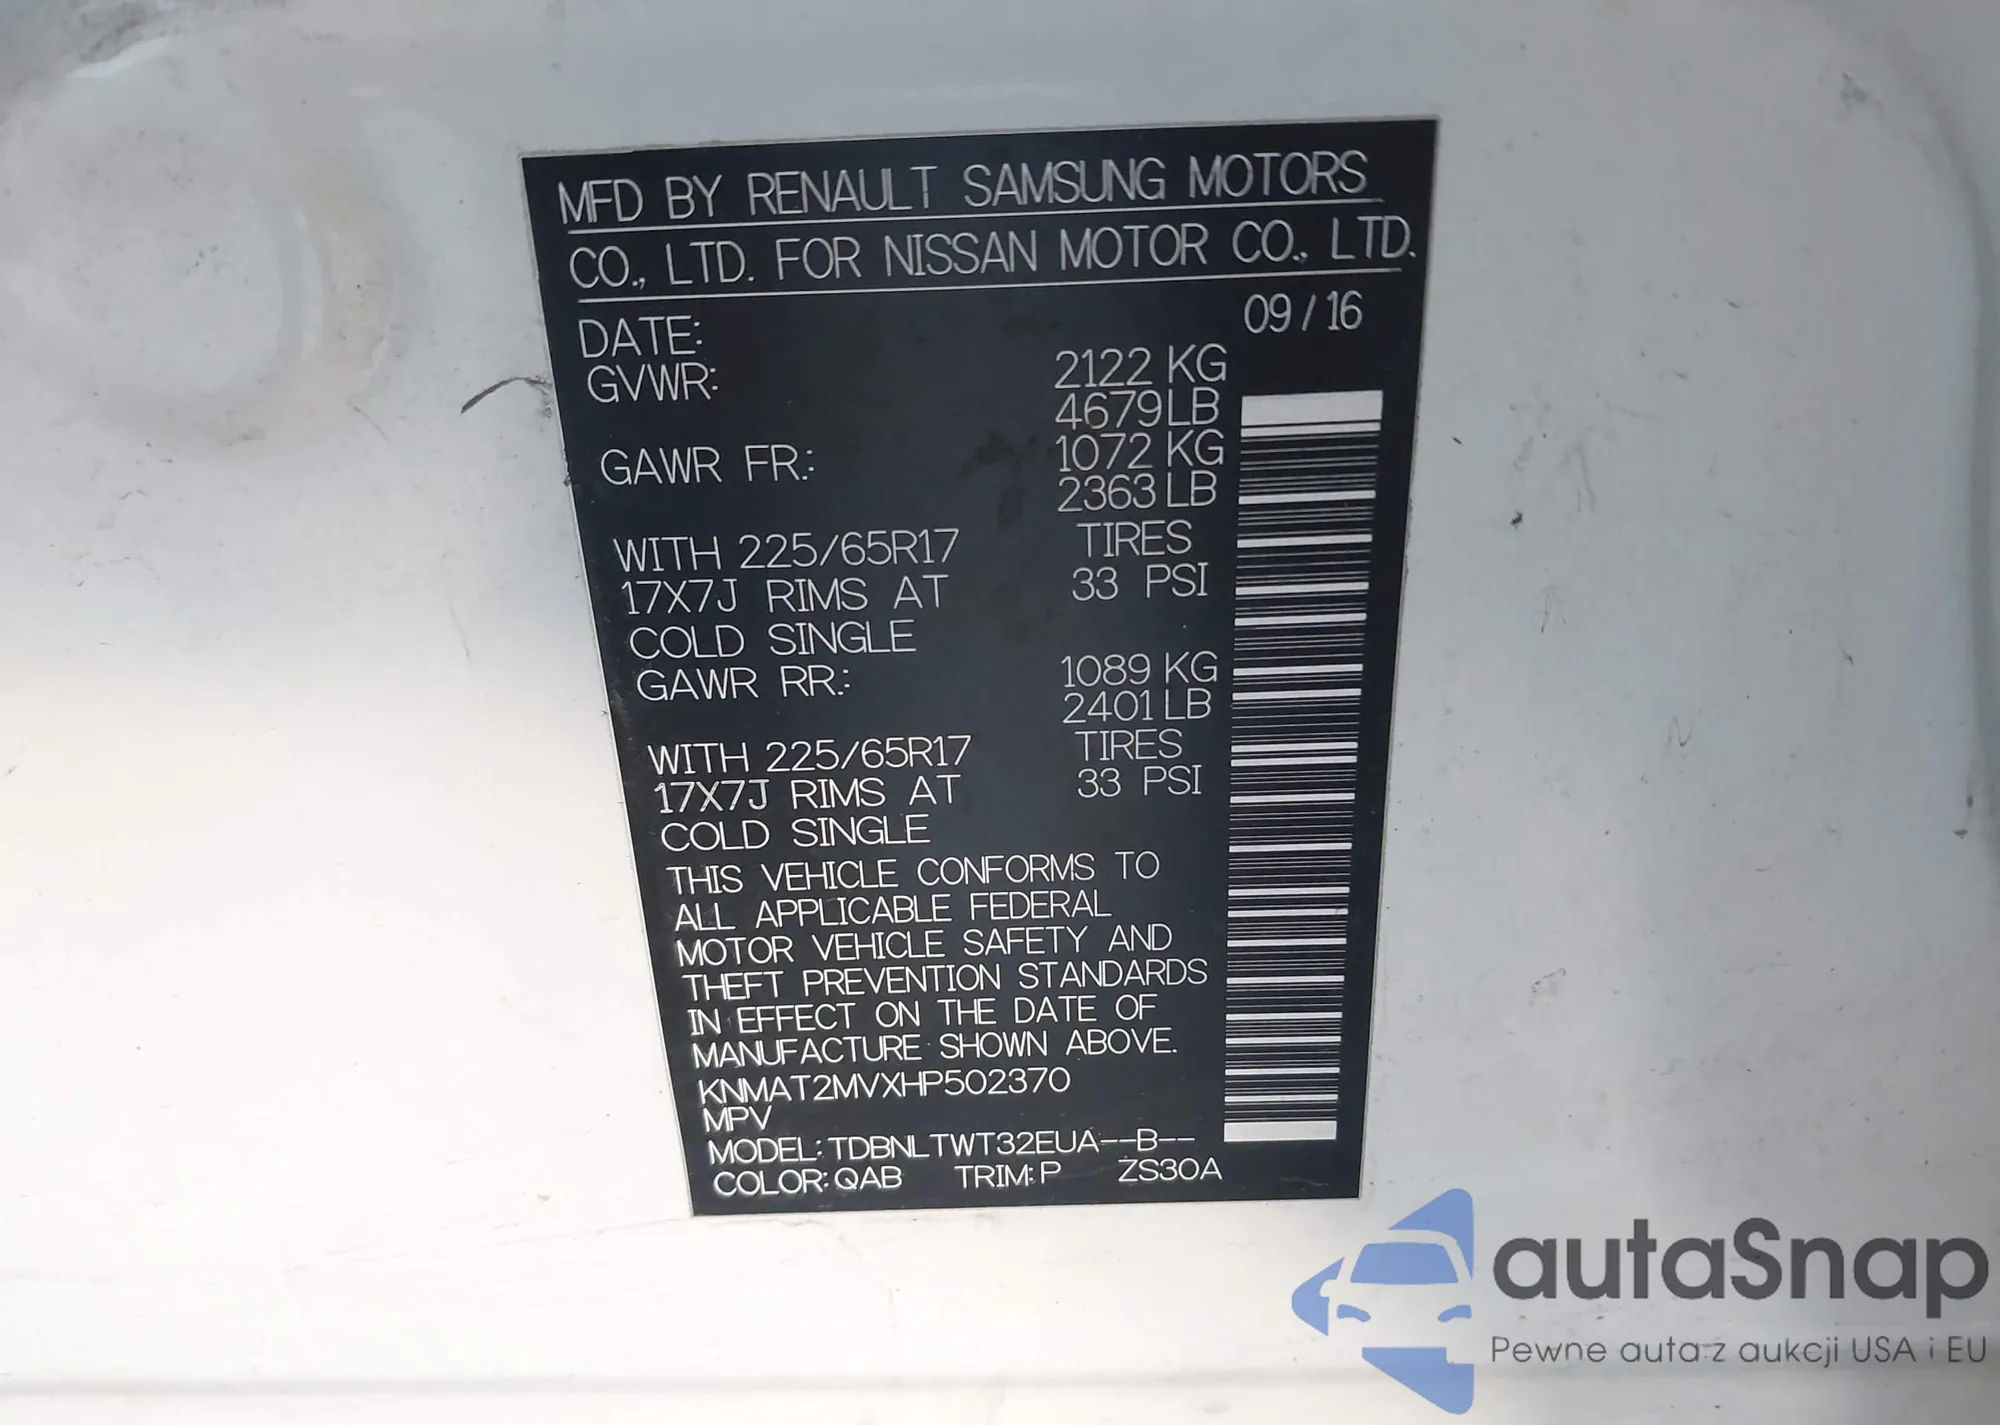 MFD BY RENAULT SAMSUNG MOTORS
CO., LTD. FOR NISSAN MOTOR CO., LTD.
DATE: 09 / 16
GVWR: 2122 KG
4679 LB
GAWR FR.: 1072 KG
2363 LB
WITH 225/65R17 TIRES
17X7J RIMS AT 33 PSI
COLD SINGLE
GAWR RR.: 1089 KG
2401 LB
WITH 225/65R17 TIRES
17X7J RIMS AT 33 PSI
COLD SINGLE
THIS VEHICLE CONFORMS TO
ALL APPLICABLE FEDERAL
MOTOR VEHICLE SAFETY AND
THEFT PREVENTION STANDARDS
IN EFFECT ON THE DATE OF
MANUFACTURE SHOWN ABOVE.
KNMAT2MVXHP502370
MPV
MODEL: TDBNLTWT32EUA--B--
COLOR: QAB TRIM: P ZS30A
autaSnap
Pewne auta z aukcji USA i EU